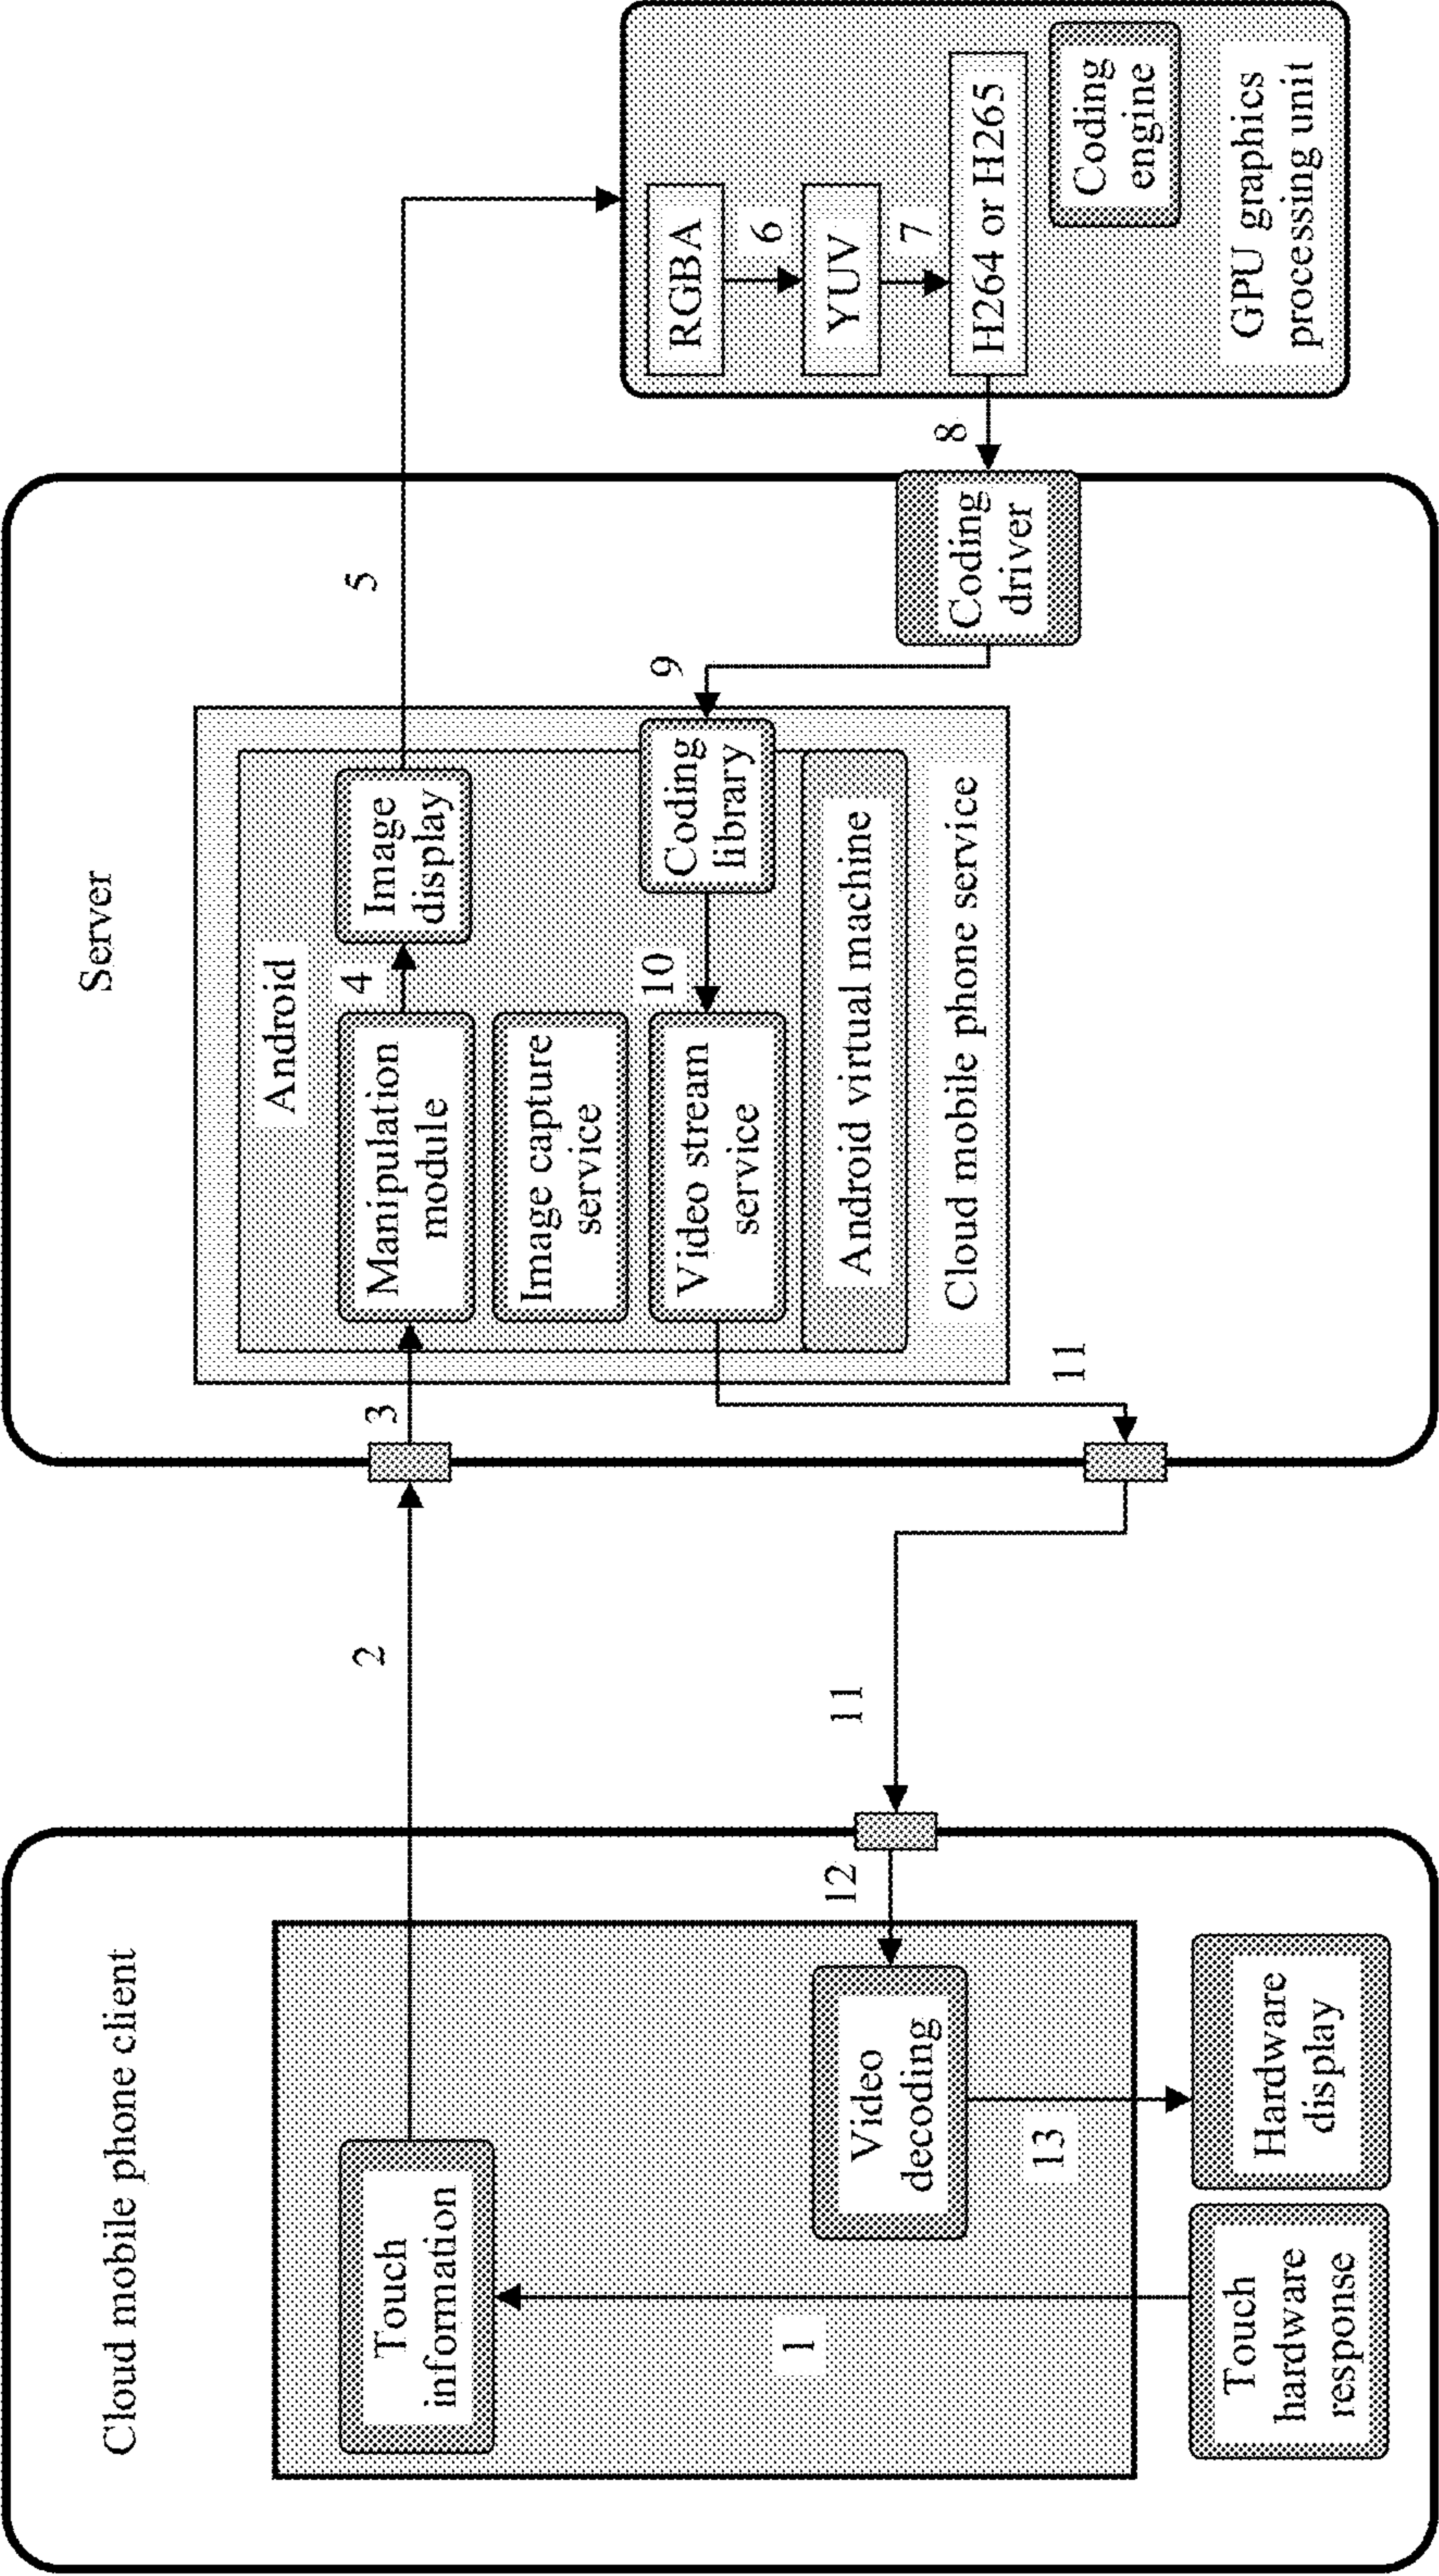 Cloud mobile phone client
Touch
information
1
Touch
hardware
response
Video
decoding
13
Hardware
display
12
2
11
Server
3
Android
Manipulation
module
4
Image
display
5
Image capture
service
Video stream
service
10
Coding
library
9
Android virtual machine
Cloud mobile phone service
11
Coding
driver
8
RGBA
6
YUV
7
H264 or H265
Coding
engine
GPU graphics
processing unit